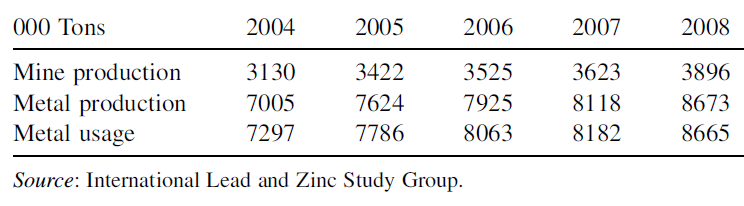 000 Tons 2004 2005 2006 2007 2008
Mine production 3130 3422 3525 3623 3896
Metal production 7005 7624 7925 8118 8673
Metal usage 7297 7786 8063 8182 8665
Source: International Lead and Zinc Study Group.